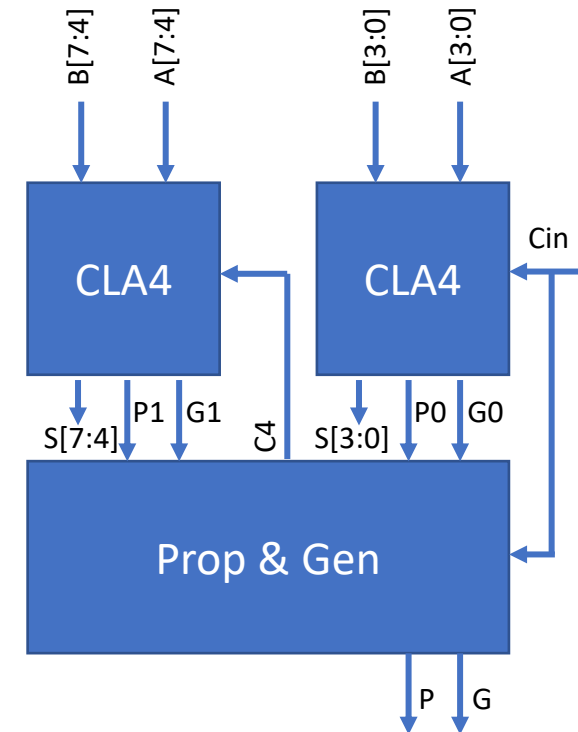 B[7:4]
A[7:4]
B[3:0]
A[3:0]
Cin
CLA4
CLA4
P1
G1
C4
P0
G0
S[7:4]
S[3:0]
Prop & Gen
P
G